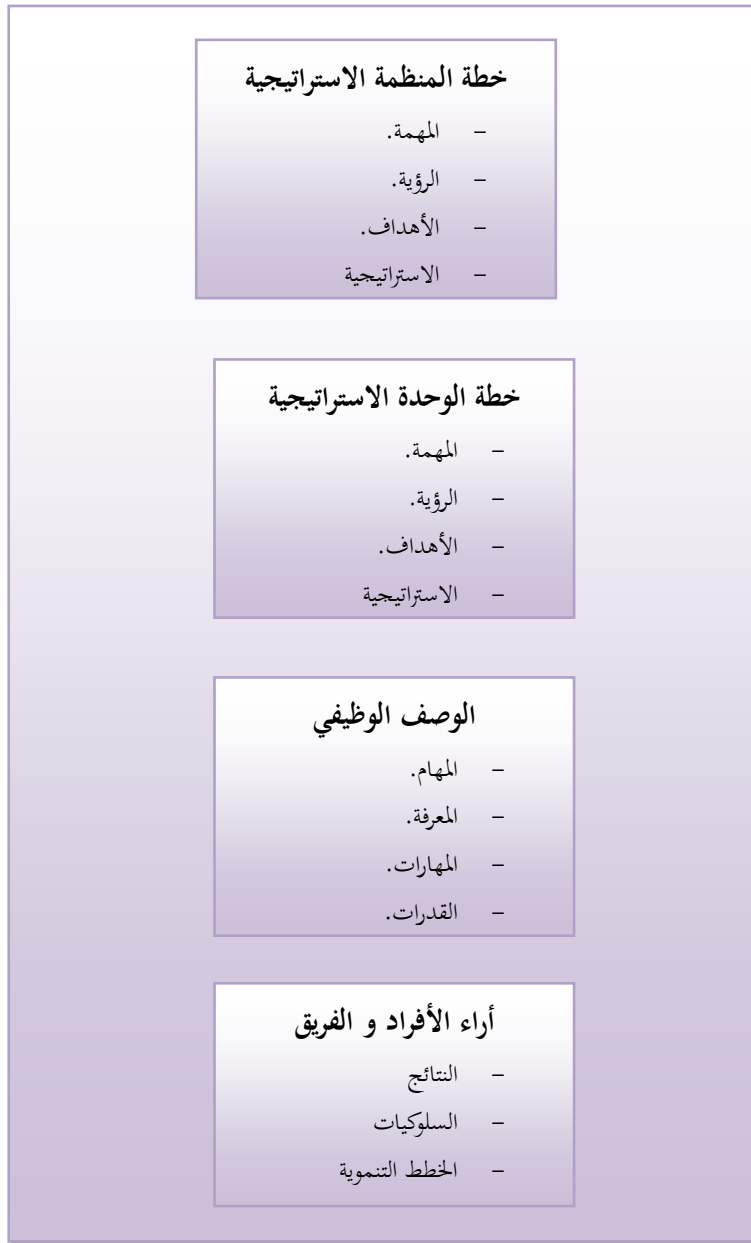 خطة المنظمة الاستراتيجية
– المهمة.
– الرؤية.
– الأهداف.
– الاستراتيجية
خطة الوحدة الاستراتيجية
– المهمة.
– الرؤية.
– الأهداف.
– الاستراتيجية
الوصف الوظيفي
– المهام.
– المعرفة.
– المهارات.
– القدرات.
أراء الأفراد و الفريق
– النتائج
– السلوكيات
– الخطط التنموية